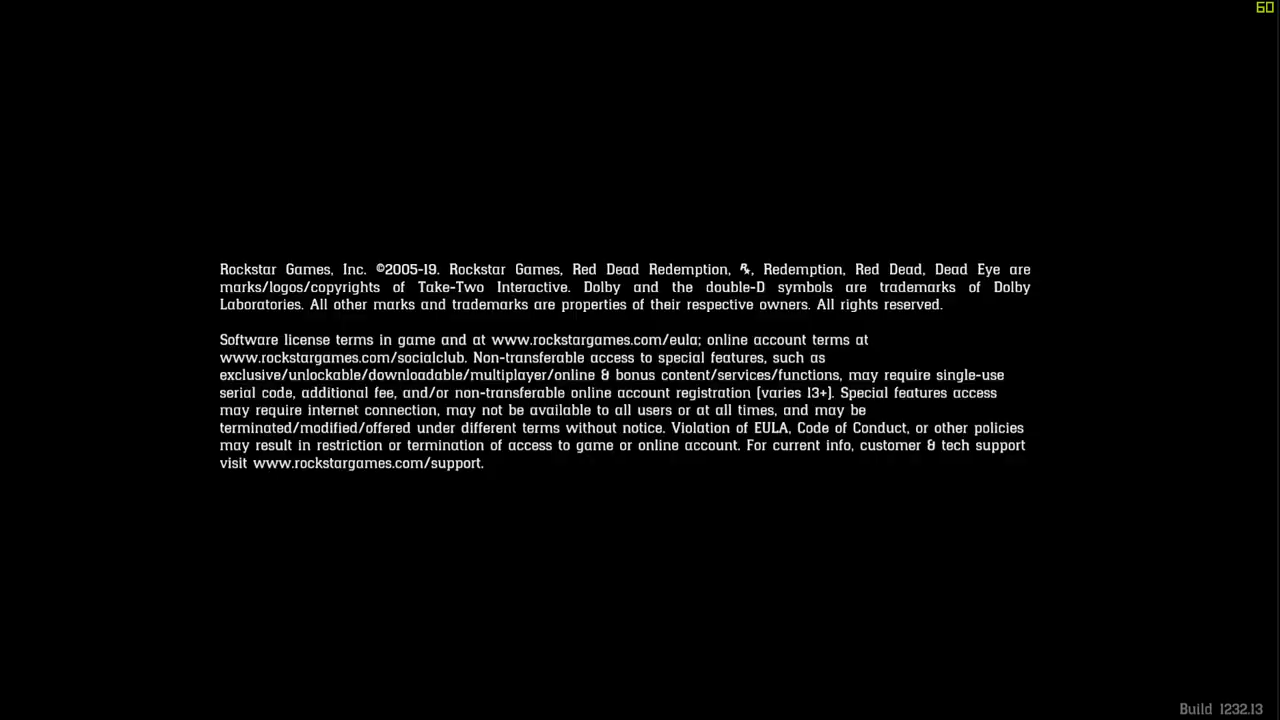 60
Rockstar Games, Inc. ©2005-19. Rockstar Games, Red Dead Redemption, R★, Redemption, Red Dead, Dead Eye are
marks/logos/copyrights of Take-Two Interactive. Dolby and the double-D symbols are trademarks of Dolby
Laboratories. All other marks and trademarks are properties of their respective owners. All rights reserved.
Software license terms in game and at www.rockstargames.com/eula; online account terms at
www.rockstargames.com/socialclub. Non-transferable access to special features, such as
exclusive/unlockable/downloadable/multiplayer/online & bonus content/services/functions, may require single-use
serial code, additional fee, and/or non-transferable online account registration (varies 13+). Special features access
may require internet connection, may not be available to all users or at all times, and may be
terminated/modified/offered under different terms without notice. Violation of EULA, Code of Conduct, or other policies
may result in restriction or termination of access to game or online account. For current info, customer & tech support
visit www.rockstargames.com/support.
Build 1232.13